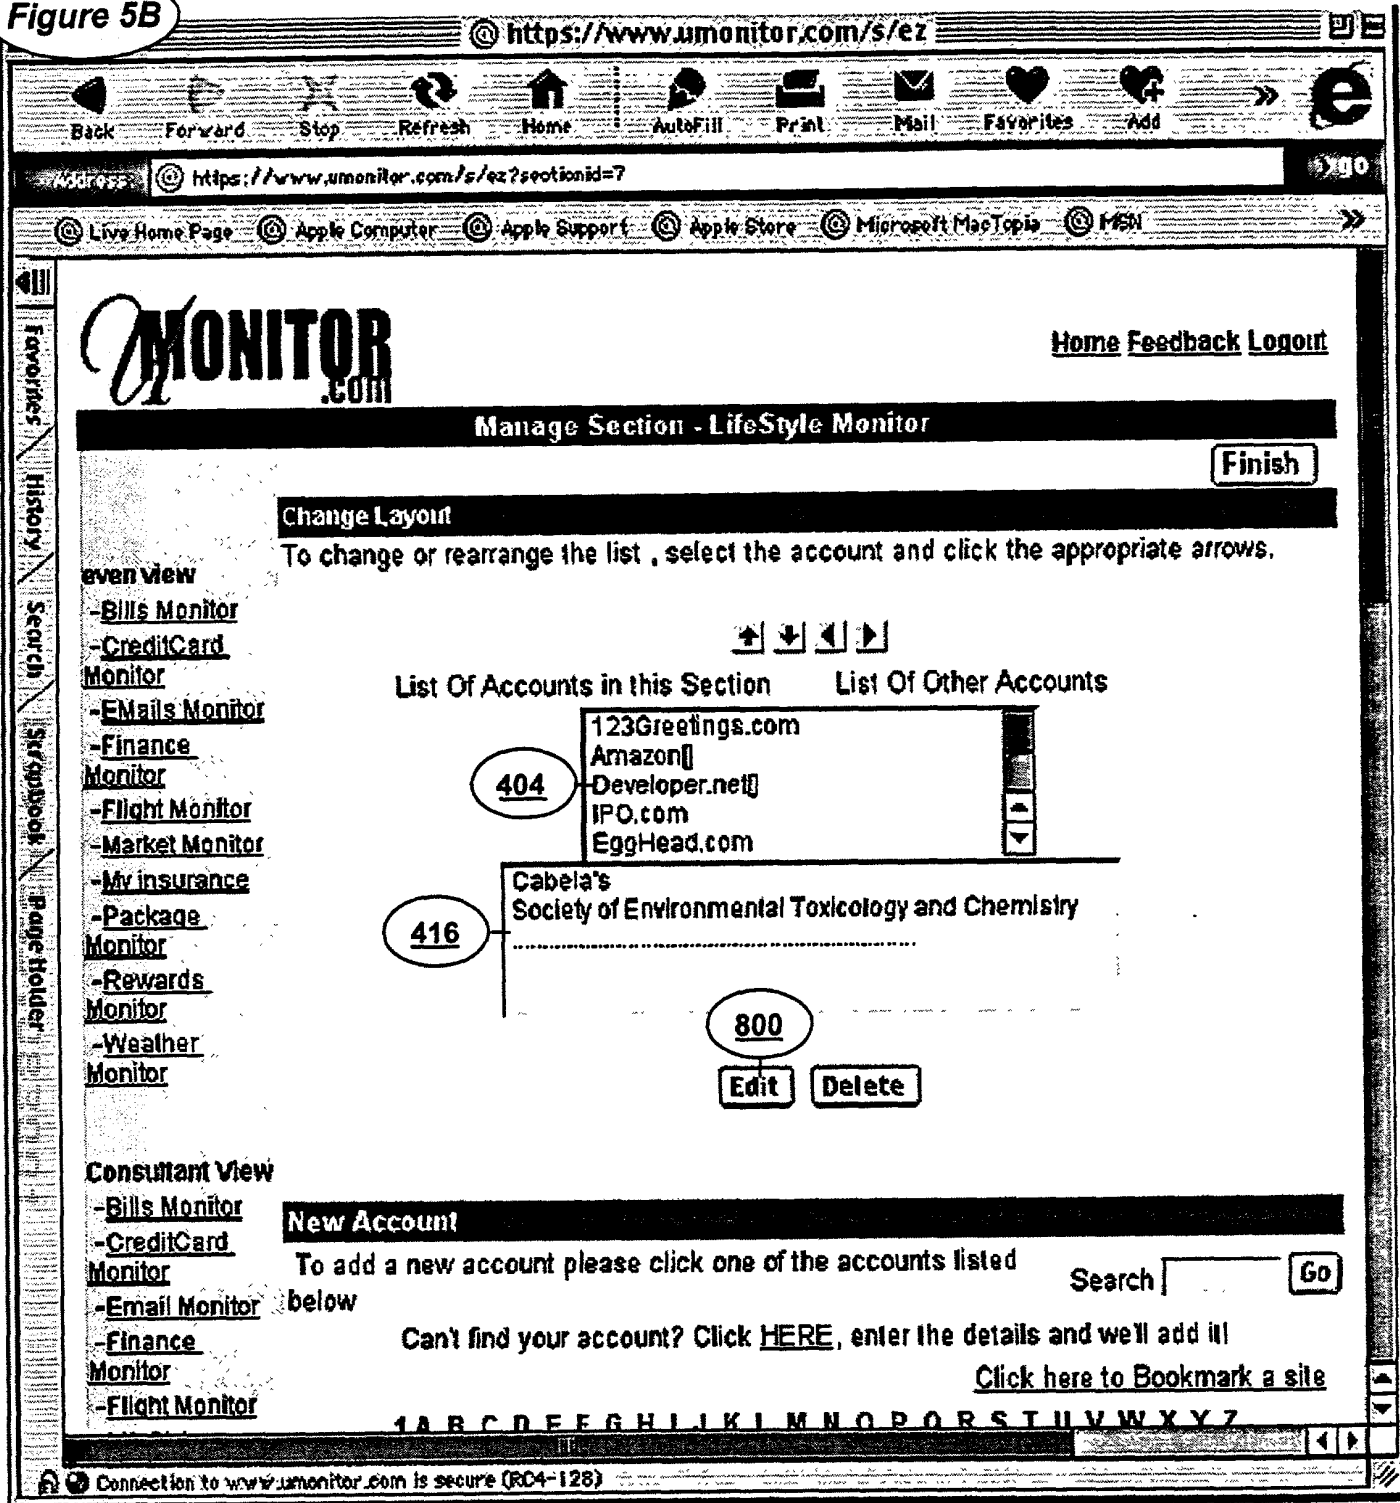 Figure 5B
https://www.umonitor.com/s/ez
Back Forward Stop Refresh Home AutoFill Print Mail Favorites Add
Address https://www.umonitor.com/s/ez?sectionid=7 go
Live Home Page Apple Computer Apple Support Apple Store Microsoft MacTopia MSN
Favorites
History
Search
Scrapbook
Page Holder
UMONITOR
.com
Home Feedback Logout
Manage Section - LifeStyle Monitor
Finish
Change Layout
To change or rearrange the list , select the account and click the appropriate arrows.
even view
-Bills Monitor
-CreditCard
Monitor
-EMails Monitor
-Finance
Monitor
-Flight Monitor
-Market Monitor
-My insurance
-Package
Monitor
-Rewards
Monitor
-Weather
Monitor
List Of Accounts in this Section List Of Other Accounts
123Greetings.com
Amazon[]
404 Developer.net[]
IPO.com
EggHead.com
Cabela's
Society of Environmental Toxicology and Chemistry
416
800
Edit Delete
Consultant View
-Bills Monitor
-CreditCard
Monitor
-Email Monitor
-Finance
Monitor
-Flight Monitor
New Account
To add a new account please click one of the accounts listed
below
Search Go
Can't find your account? Click HERE, enter the details and we'll add it!
Click here to Bookmark a site
1 A B C D E F G H I J K L M N O P Q R S T U V W X Y Z
Connection to www.umonitor.com is secure (RC4-128)